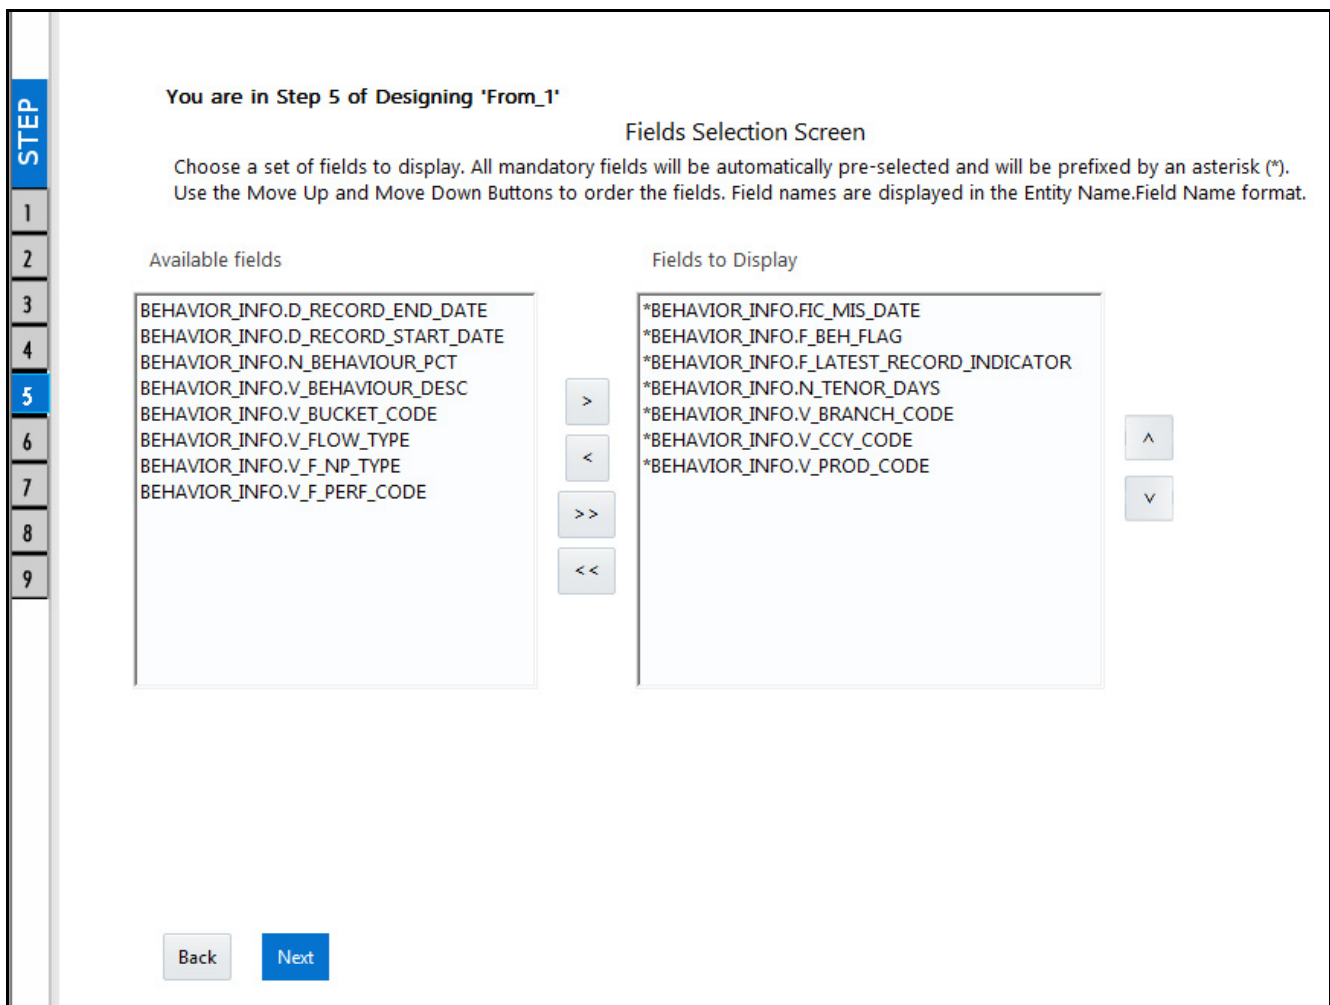 STEP
1
2
3
4
5
6
7
8
9
You are in Step 5 of Designing 'From_1'
Fields Selection Screen
Choose a set of fields to display. All mandatory fields will be automatically pre-selected and will be prefixed by an asterisk (*).
Use the Move Up and Move Down Buttons to order the fields. Field names are displayed in the Entity Name.Field Name format.
Available fields
BEHAVIOR_INFO.D_RECORD_END_DATE
BEHAVIOR_INFO.D_RECORD_START_DATE
BEHAVIOR_INFO.N_BEHAVIOUR_PCT
BEHAVIOR_INFO.V_BEHAVIOUR_DESC
BEHAVIOR_INFO.V_BUCKET_CODE
BEHAVIOR_INFO.V_FLOW_TYPE
BEHAVIOR_INFO.V_F_NP_TYPE
BEHAVIOR_INFO.V_F_PERF_CODE
>
<
>>
<<
Fields to Display
*BEHAVIOR_INFO.FIC_MIS_DATE
*BEHAVIOR_INFO.F_BEH_FLAG
*BEHAVIOR_INFO.F_LATEST_RECORD_INDICATOR
*BEHAVIOR_INFO.N_TENOR_DAYS
*BEHAVIOR_INFO.V_BRANCH_CODE
*BEHAVIOR_INFO.V_CCY_CODE
*BEHAVIOR_INFO.V_PROD_CODE
^
v
Back
Next